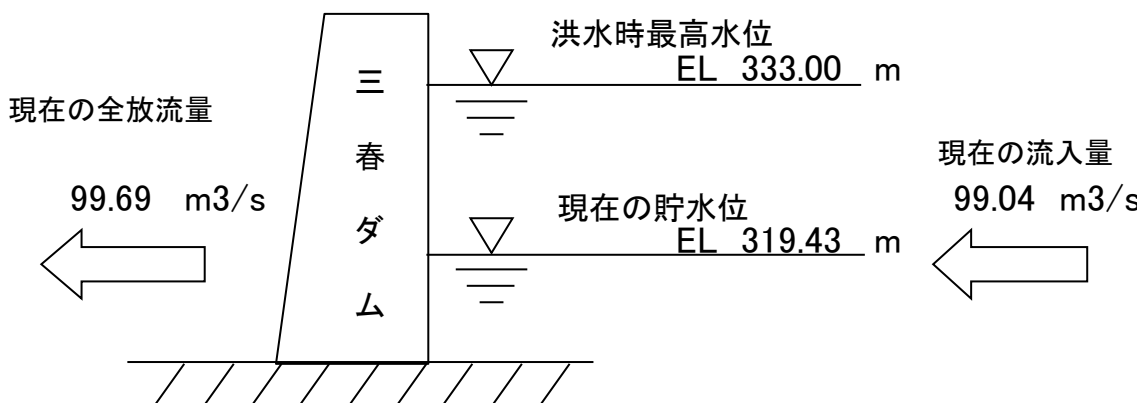 洪水時最高水位
EL 333.00 m
現在の全放流量
99.69 m3/s
三春ダム
現在の流入量
99.04 m3/s
現在の貯水位
EL 319.43 m